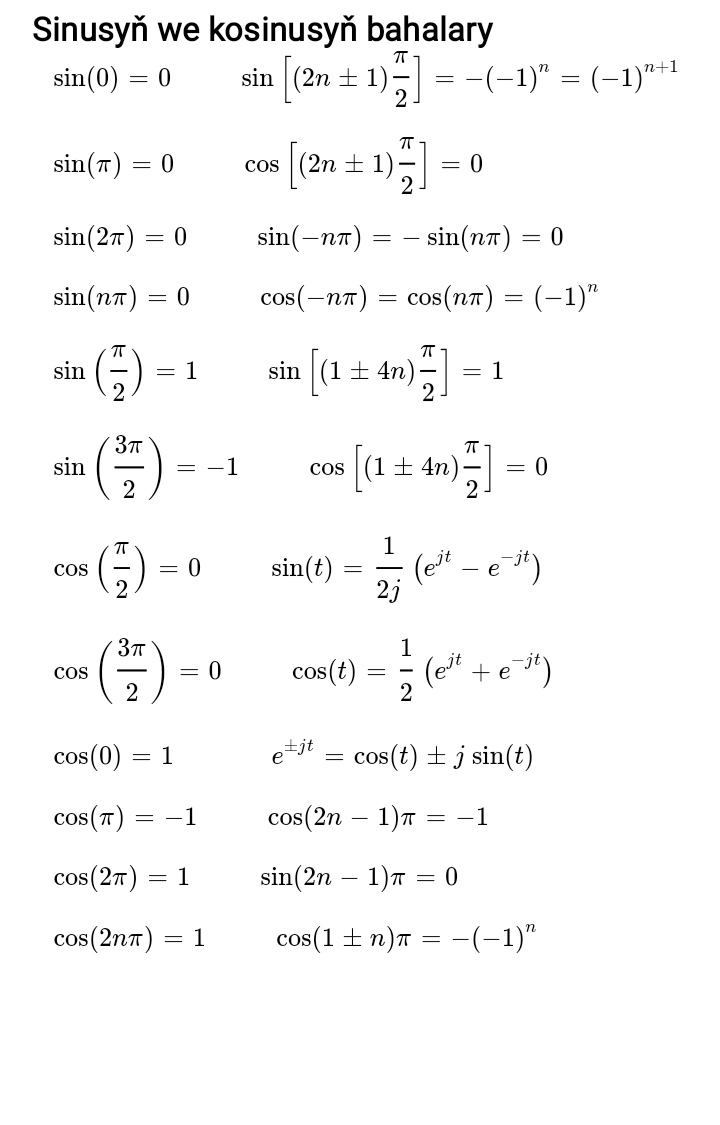 Sinusyň we kosinusyň bahalary
sin(0) = 0 sin [(2n ± 1)π/2] = −(−1)^n = (−1)^{n+1}
sin(π) = 0 cos [(2n ± 1)π/2] = 0
sin(2π) = 0 sin(−nπ) = − sin(nπ) = 0
sin(nπ) = 0 cos(−nπ) = cos(nπ) = (−1)^n
sin (π/2) = 1 sin [(1 ± 4n)π/2] = 1
sin (3π/2) = −1 cos [(1 ± 4n)π/2] = 0
cos (π/2) = 0 sin(t) = 1/2j (e^{jt} − e^{−jt})
cos (3π/2) = 0 cos(t) = 1/2 (e^{jt} + e^{−jt})
cos(0) = 1 e^{±jt} = cos(t) ± j sin(t)
cos(π) = −1 cos(2n − 1)π = −1
cos(2π) = 1 sin(2n − 1)π = 0
cos(2nπ) = 1 cos(1 ± n)π = −(−1)^n